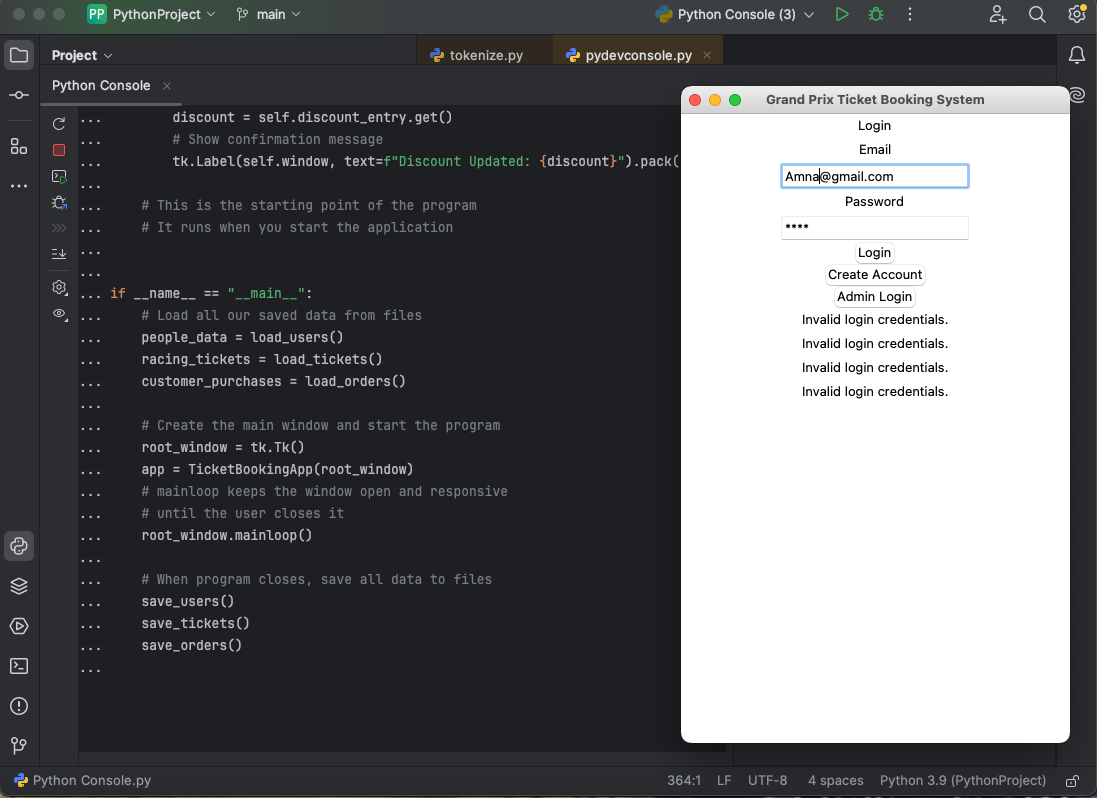 PP PythonProject main Python Console (3)
Project tokenize.py pydevconsole.py
Python Console
... discount = self.discount_entry.get()
... # Show confirmation message
... tk.Label(self.window, text=f"Discount Updated: {discount}").pack(
...
... # This is the starting point of the program
... # It runs when you start the application
...
...
... if __name__ == "__main__":
... # Load all our saved data from files
... people_data = load_users()
... racing_tickets = load_tickets()
... customer_purchases = load_orders()
...
... # Create the main window and start the program
... root_window = tk.Tk()
... app = TicketBookingApp(root_window)
... # mainloop keeps the window open and responsive
... # until the user closes it
... root_window.mainloop()
...
... # When program closes, save all data to files
... save_users()
... save_tickets()
... save_orders()
...
Grand Prix Ticket Booking System
Login
Email
Amna@gmail.com
Password
****
Login
Create Account
Admin Login
Invalid login credentials.
Invalid login credentials.
Invalid login credentials.
Invalid login credentials.
Python Console.py 364:1 LF UTF-8 4 spaces Python 3.9 (PythonProject)